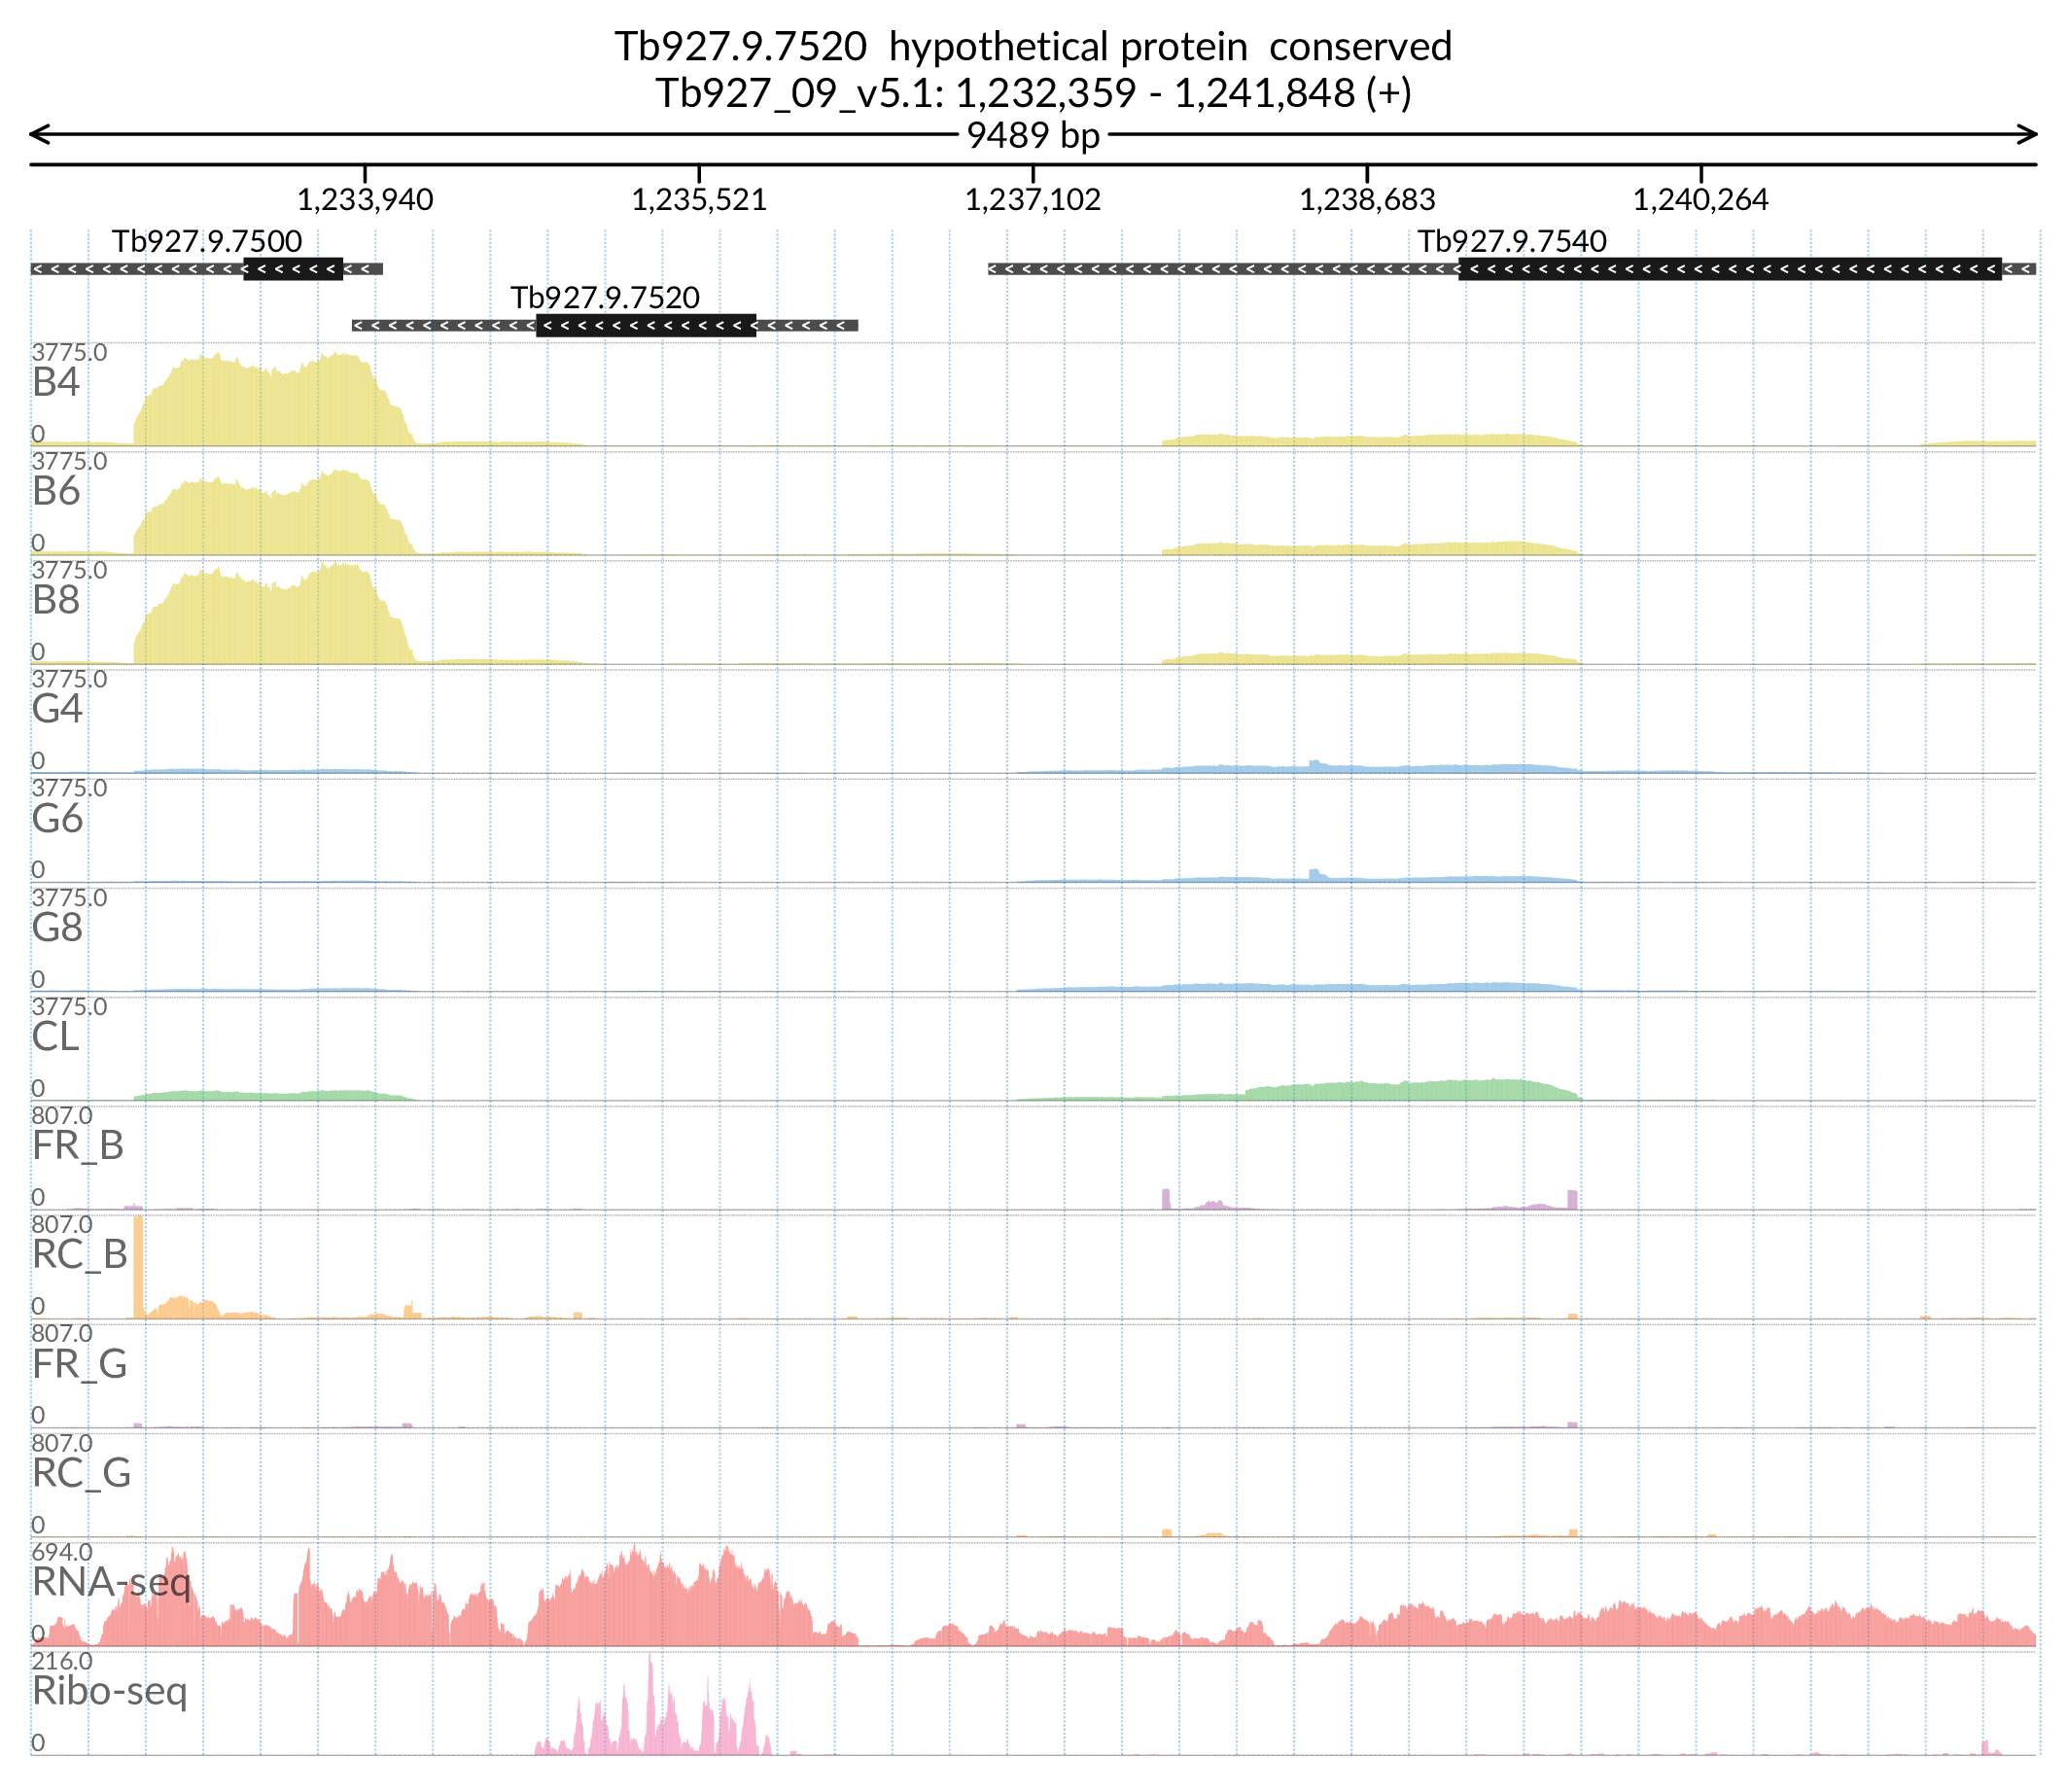 Tb927.9.7520 hypothetical protein conserved
Tb927_09_v5.1: 1,232,359 - 1,241,848 (+)
9489 bp
1,233,940 1,235,521 1,237,102 1,238,683 1,240,264
Tb927.9.7500 Tb927.9.7540
Tb927.9.7520
3775.0
B4
0
3775.0
B6
0
3775.0
B8
0
3775.0
G4
0
3775.0
G6
0
3775.0
G8
0
3775.0
CL
0
807.0
FR_B
0
807.0
RC_B
0
807.0
FR_G
0
807.0
RC_G
0
694.0
RNA-seq
0
216.0
Ribo-seq
0